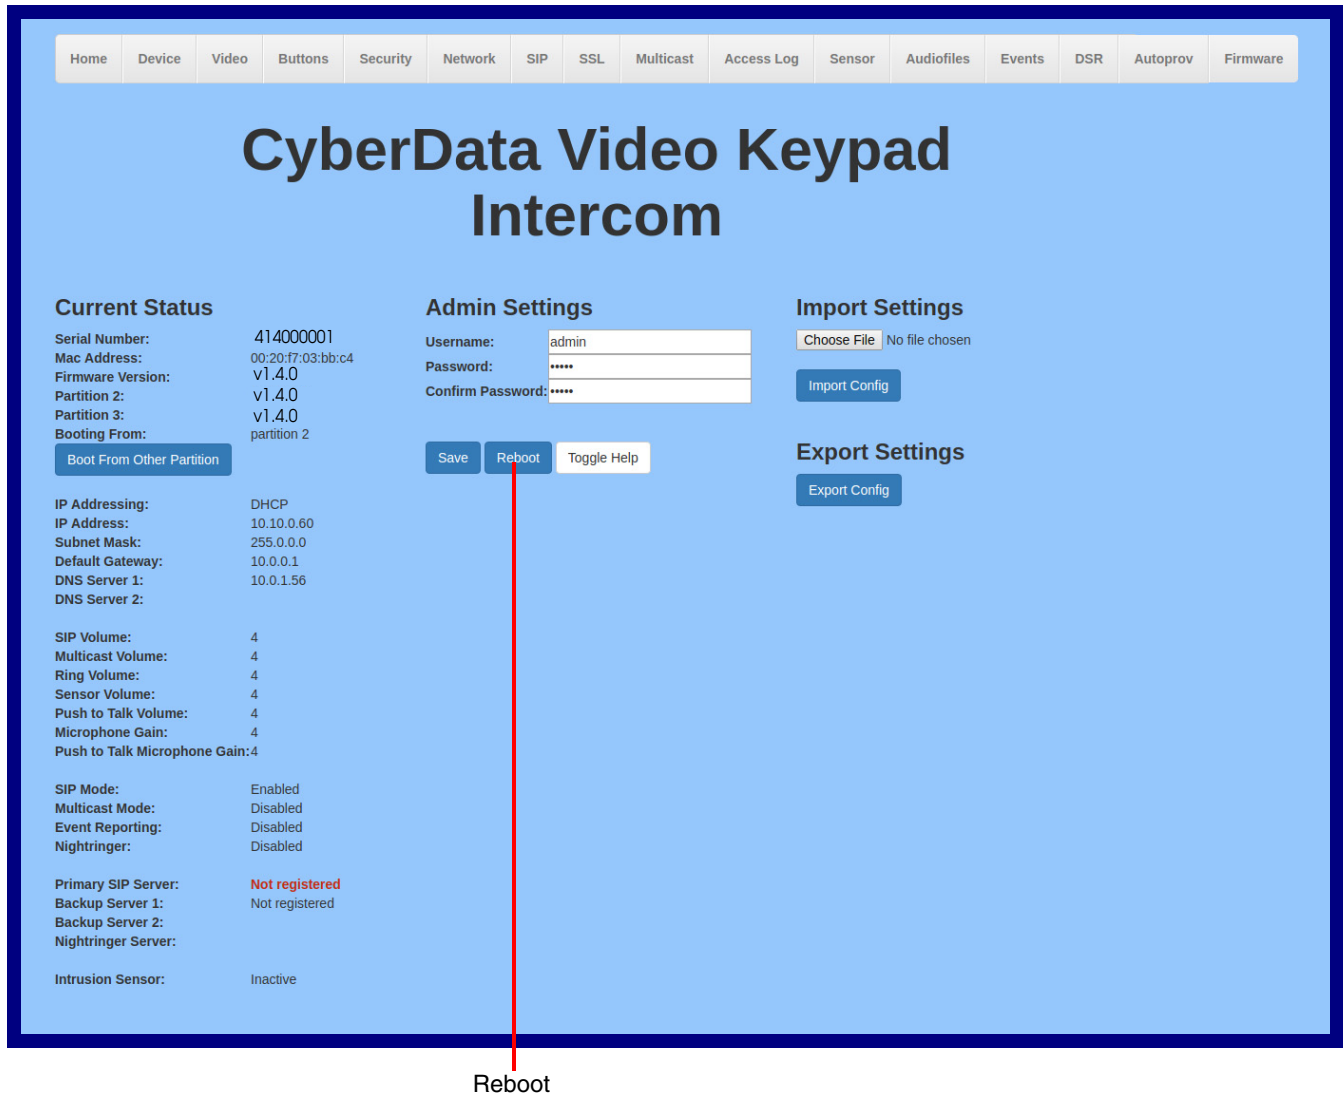 Home Device Video Buttons Security Network SIP SSL Multicast Access Log Sensor Audiofiles Events DSR Autoprov Firmware
CyberData Video Keypad
Intercom
Current Status
Serial Number: 414000001
Mac Address: 00:20:f7:03:bb:c4
Firmware Version: v1.4.0
Partition 2: v1.4.0
Partition 3: v1.4.0
Booting From: partition 2
Boot From Other Partition
IP Addressing: DHCP
IP Address: 10.10.0.60
Subnet Mask: 255.0.0.0
Default Gateway: 10.0.0.1
DNS Server 1: 10.0.1.56
DNS Server 2:
SIP Volume: 4
Multicast Volume: 4
Ring Volume: 4
Sensor Volume: 4
Push to Talk Volume: 4
Microphone Gain: 4
Push to Talk Microphone Gain: 4
SIP Mode: Enabled
Multicast Mode: Disabled
Event Reporting: Disabled
Nightringer: Disabled
Primary SIP Server: Not registered
Backup Server 1: Not registered
Backup Server 2:
Nightringer Server:
Intrusion Sensor: Inactive
Admin Settings
Username: admin
Password: •••••
Confirm Password: •••••
Save Reboot Toggle Help
Import Settings
Choose File No file chosen
Import Config
Export Settings
Export Config
Reboot